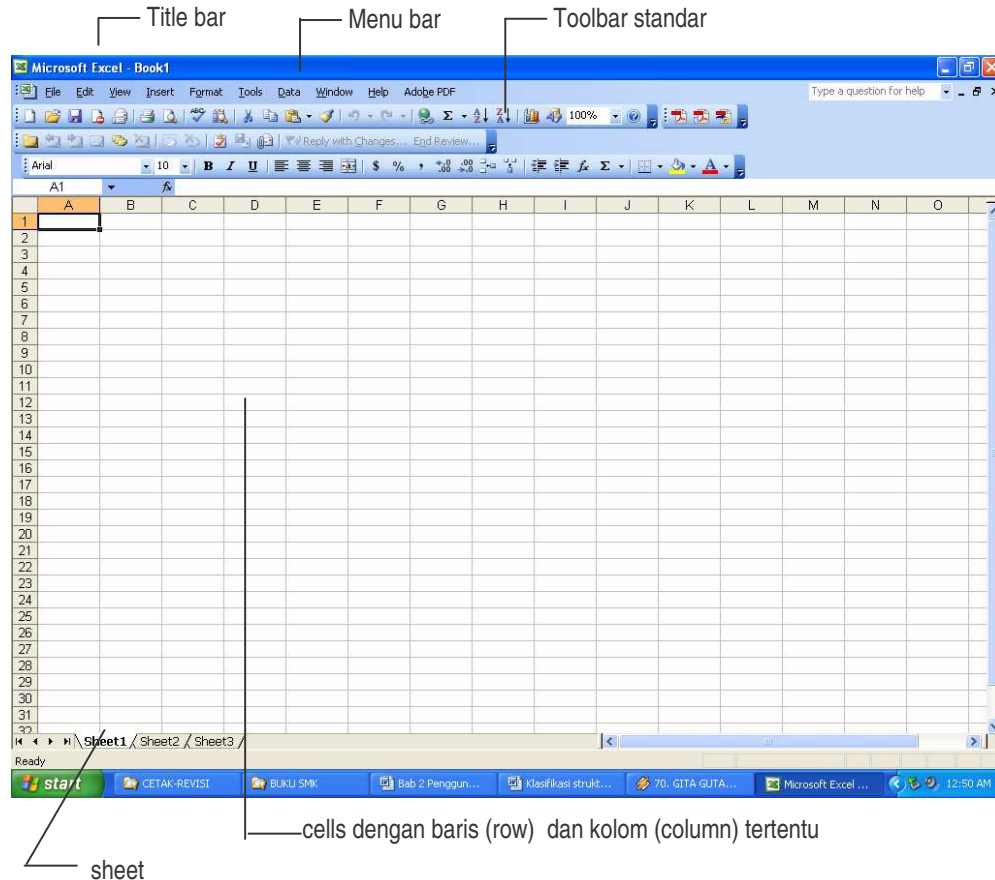 Title bar
Menu bar
Toolbar standar
Microsoft Excel - Book1
File Edit View Insert Format Tools Data Window Help Adobe PDF Type a question for help
100%
Reply with Changes... End Review...
Arial 10 B I U $ % , fx Σ A
A1 fx
A B C D E F G H I J K L M N O
1
2
3
4
5
6
7
8
9
10
11
12
13
14
15
16
17
18
19
20
21
22
23
24
25
26
27
28
29
30
31
32
Sheet1 Sheet2 Sheet3
Ready
start CETAK-REVISI BUKU SMK Bab 2 Penggun... Klasifikasi strukt... 70. GITA GUTA... Microsoft Excel ... 12:50 AM
cells dengan baris (row) dan kolom (column) tertentu
sheet